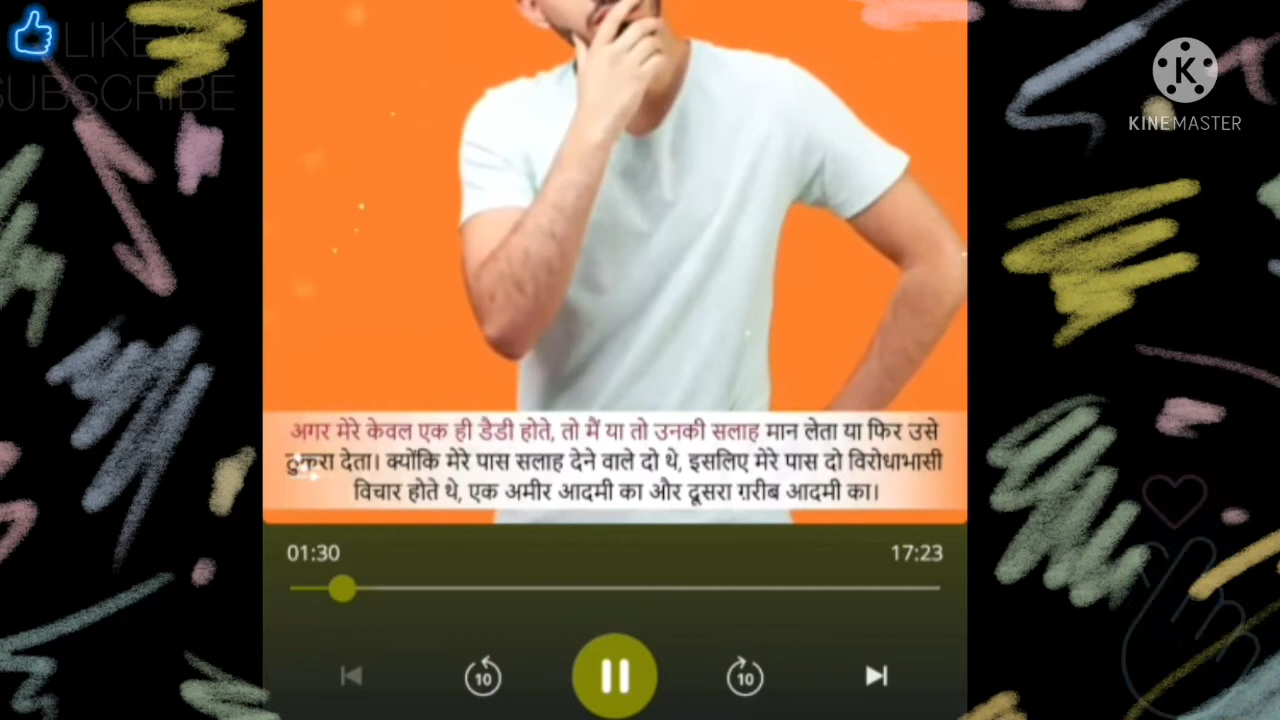 LIKE &
SUBSCRIBE
K
KINEMASTER
अगर मेरे केवल एक ही डैडी होते, तो मैं या तो उनकी सलाह मान लेता या फिर उसे
ठुकरा देता। क्योंकि मेरे पास सलाह देने वाले दो थे, इसलिए मेरे पास दो विरोधाभासी
विचार होते थे, एक अमीर आदमी का और दूसरा ग़रीब आदमी का।
01:30 17:23
10 10